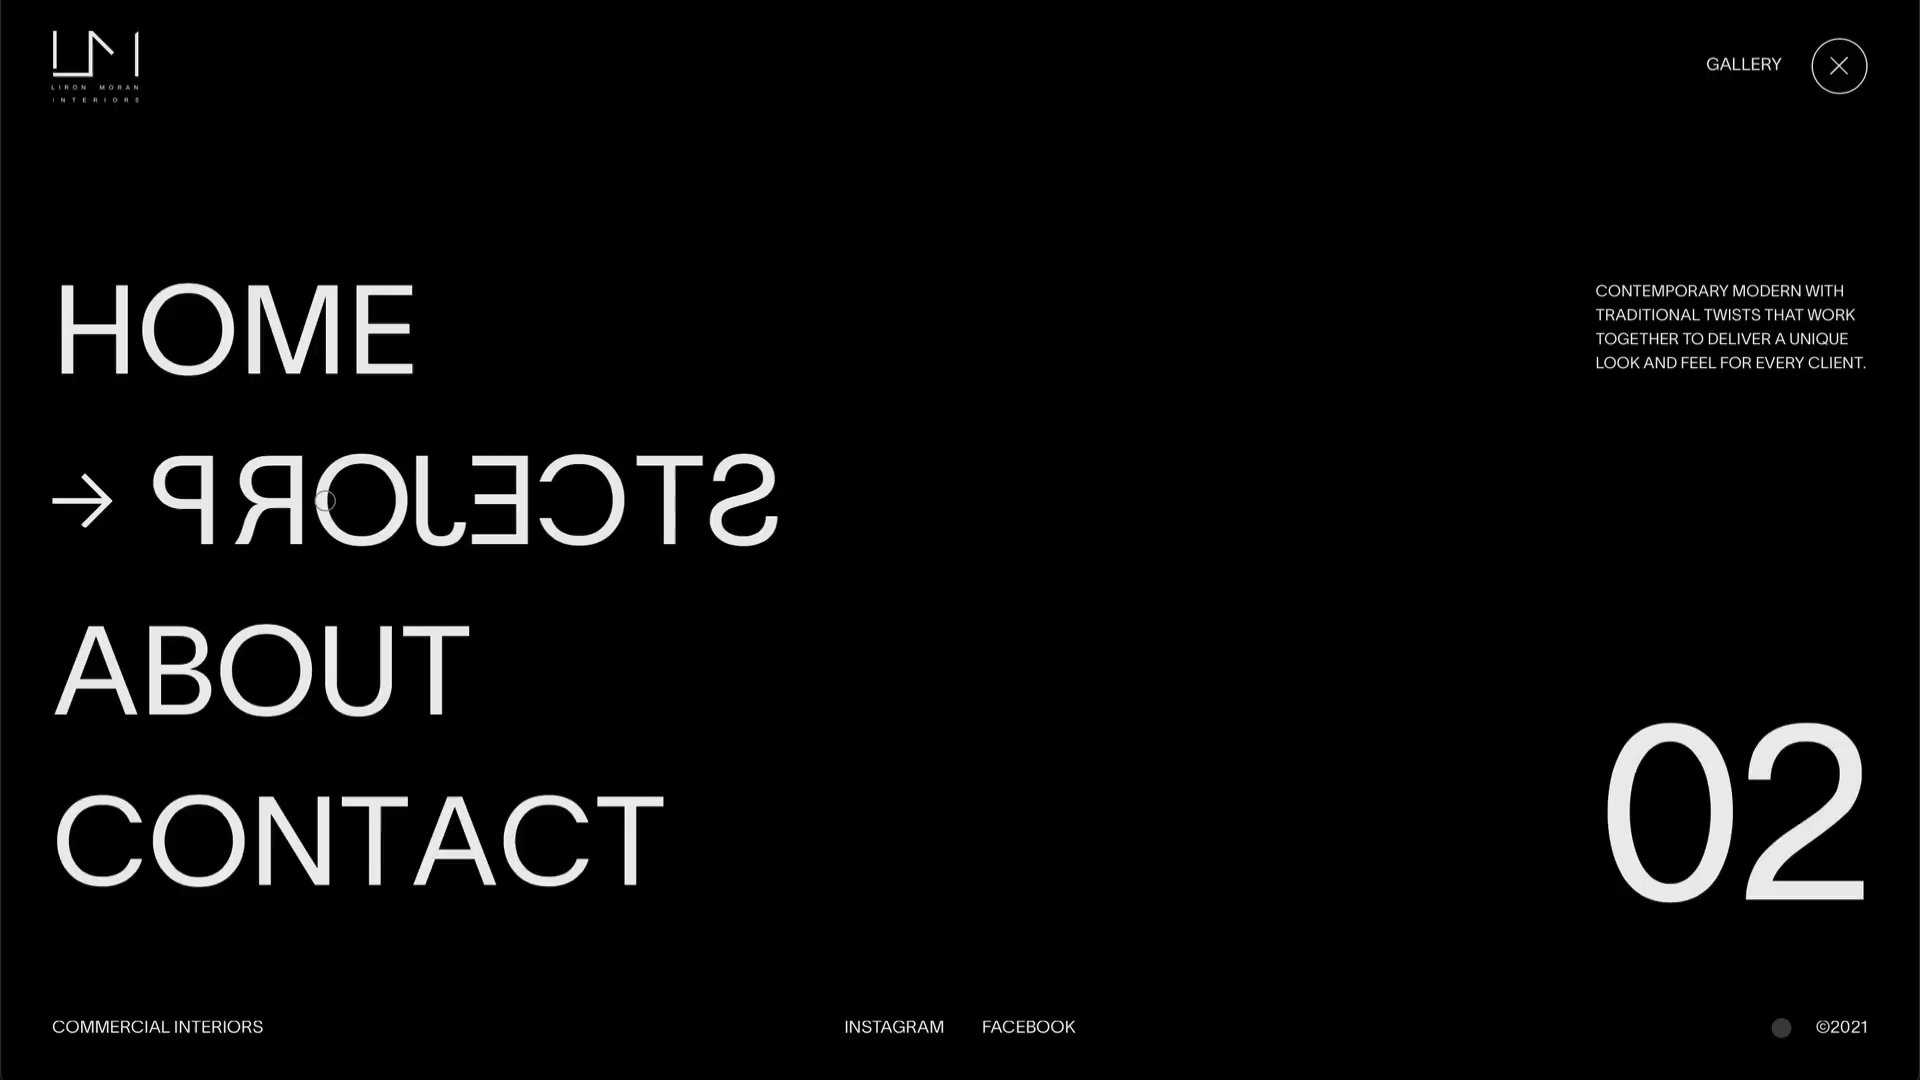 LIRON MORAN
INTERIORS
GALLERY
HOME
CONTEMPORARY MODERN WITH
TRADITIONAL TWISTS THAT WORK
TOGETHER TO DELIVER A UNIQUE
LOOK AND FEEL FOR EVERY CLIENT.
→ PROJECTS
ABOUT
CONTACT
02
COMMERCIAL INTERIORS
INSTAGRAM
FACEBOOK
©2021